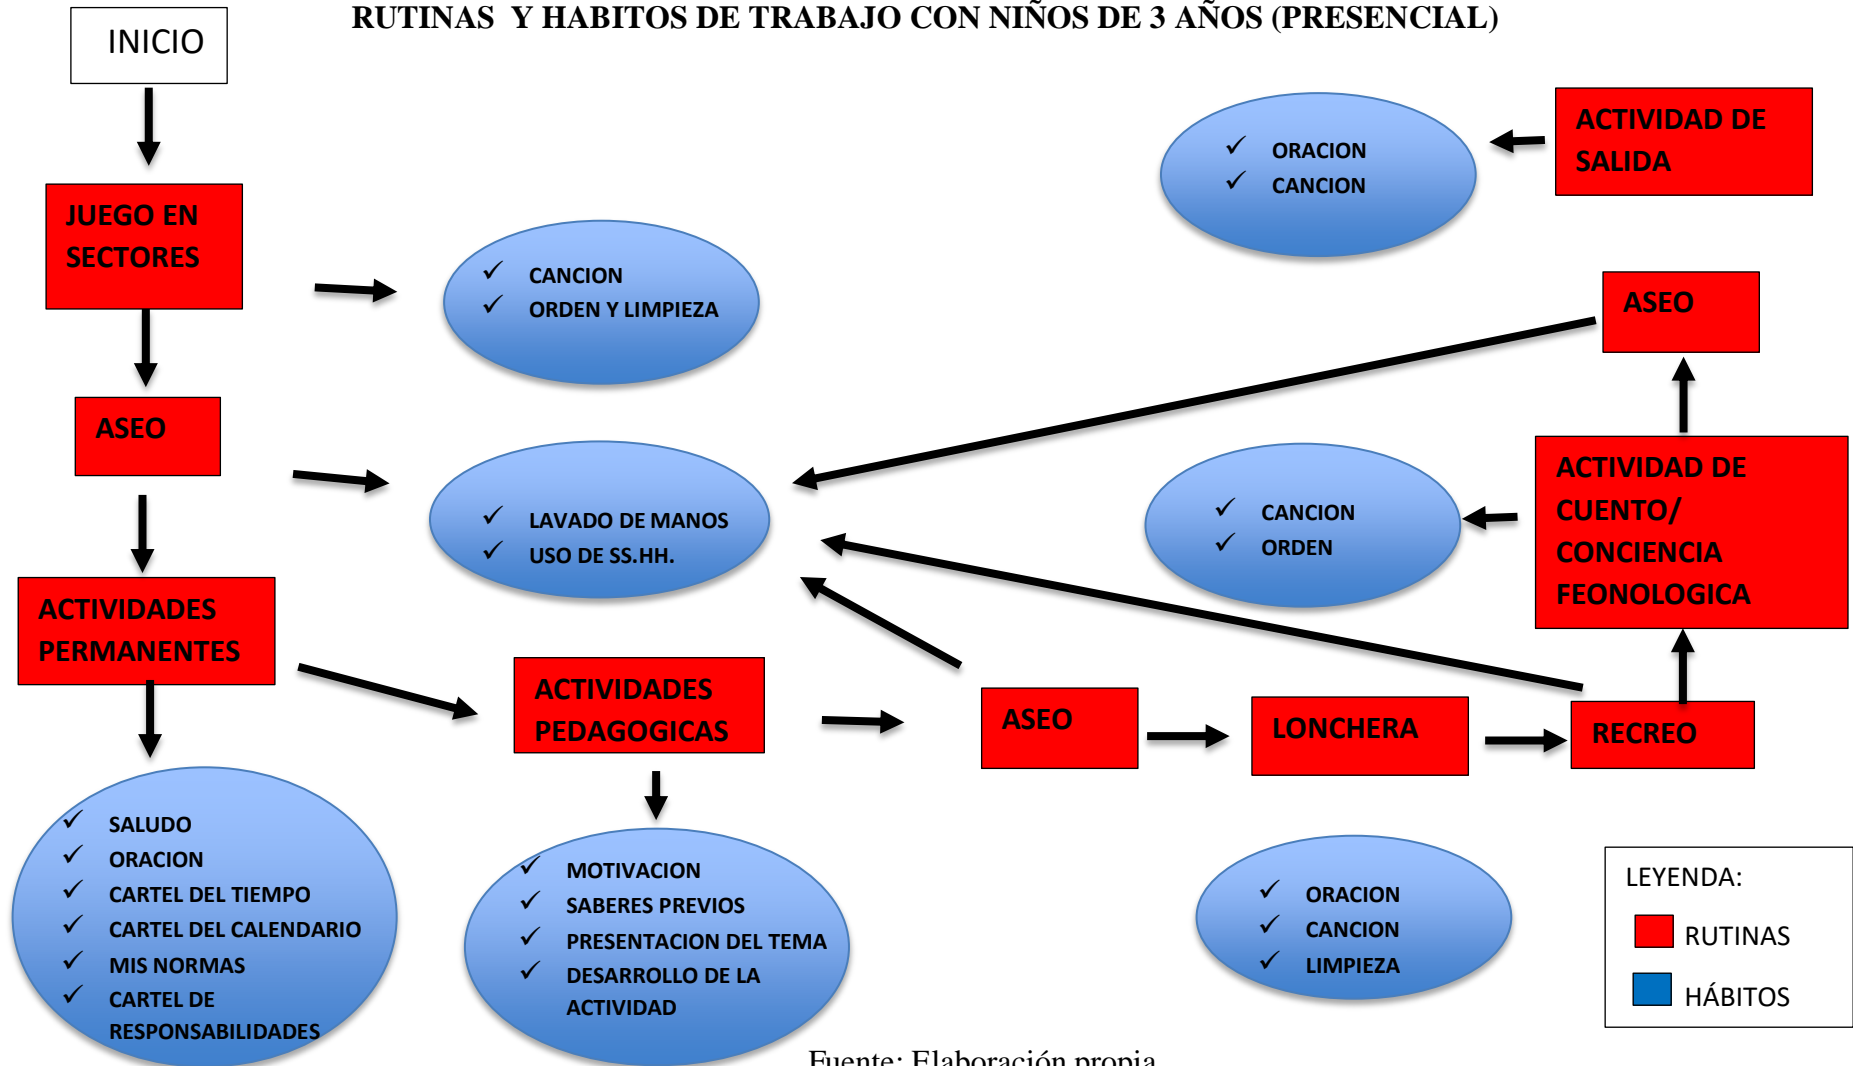 RUTINAS Y HABITOS DE TRABAJO CON NIÑOS DE 3 AÑOS (PRESENCIAL)
INICIO
JUEGO EN
SECTORES
CANCION
ORDEN Y LIMPIEZA
ASEO
LAVADO DE MANOS
USO DE SS.HH.
ACTIVIDADES
PERMANENTES
SALUDO
ORACION
CARTEL DEL TIEMPO
CARTEL DEL CALENDARIO
MIS NORMAS
CARTEL DE
RESPONSABILIDADES
ACTIVIDADES
PEDAGOGICAS
MOTIVACION
SABERES PREVIOS
PRESENTACION DEL TEMA
DESARROLLO DE LA
ACTIVIDAD
ASEO
LONCHERA
ORACION
CANCION
LIMPIEZA
RECREO
ACTIVIDAD DE
CUENTO/
CONCIENCIA
FEONOLOGICA
CANCION
ORDEN
ASEO
ACTIVIDAD DE
SALIDA
ORACION
CANCION
LEYENDA:
RUTINAS
HÁBITOS
Fuente: Elaboración propia